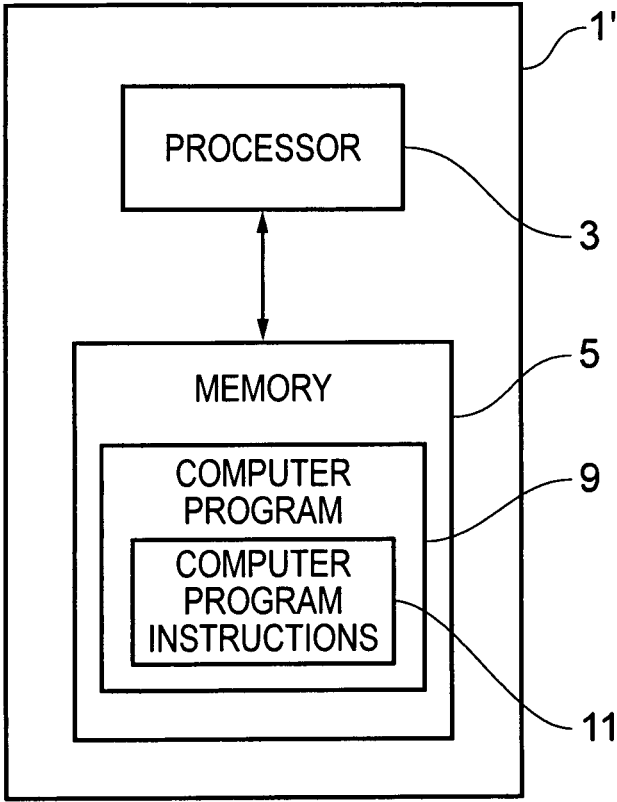 1'
PROCESSOR
3
MEMORY
5
COMPUTER
PROGRAM
9
COMPUTER
PROGRAM
INSTRUCTIONS
11